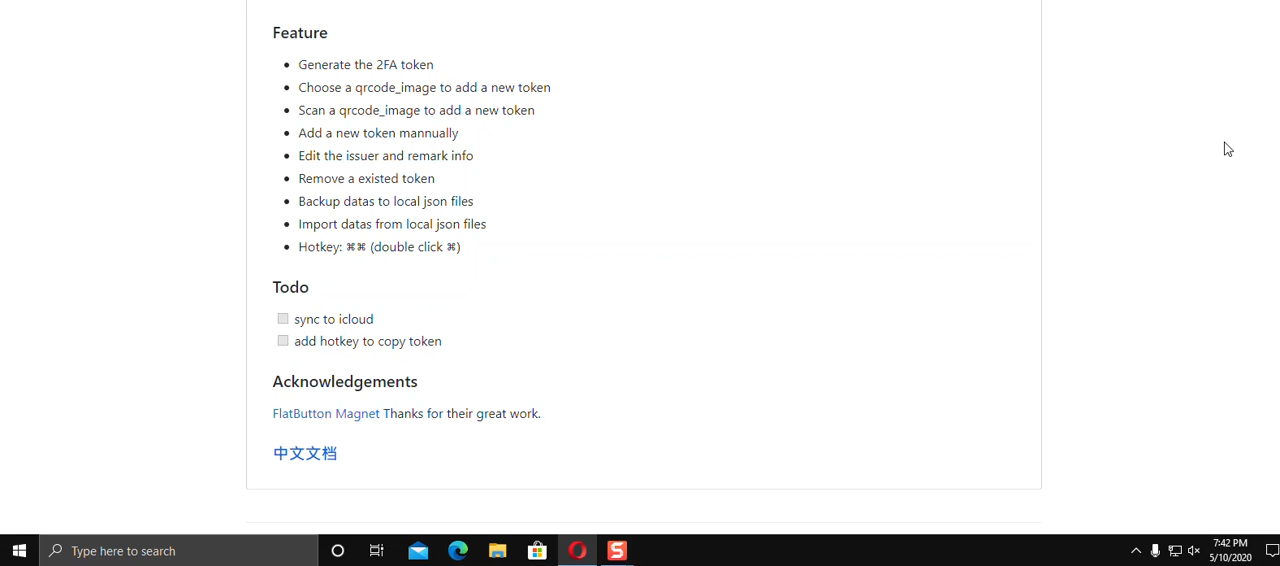 Feature
Generate the 2FA token
Choose a qrcode_image to add a new token
Scan a qrcode_image to add a new token
Add a new token mannually
Edit the issuer and remark info
Remove a existed token
Backup datas to local json files
Import datas from local json files
Hotkey: ⌘⌘ (double click ⌘)
Todo
sync to icloud
add hotkey to copy token
Acknowledgements
FlatButton Magnet Thanks for their great work.
中文文档
Type here to search
7:42 PM
5/10/2020